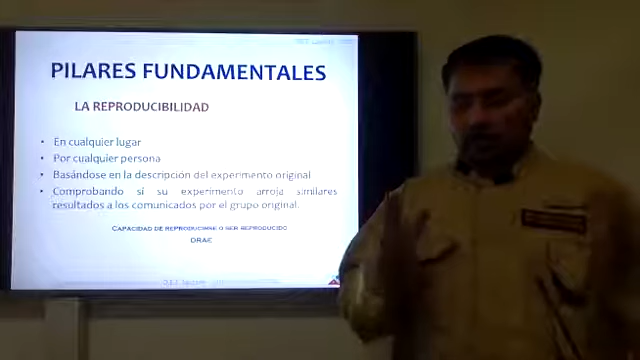 PILARES FUNDAMENTALES
LA REPRODUCIBILIDAD
• En cualquier lugar
• Por cualquier persona
• Basándose en la descripción del experimento original
• Comprobando si su experimento arroja similares
resultados a los comunicados por el grupo original.
CAPACIDAD DE REPRODUCIRSE O SER REPRODUCIDO
DRAE